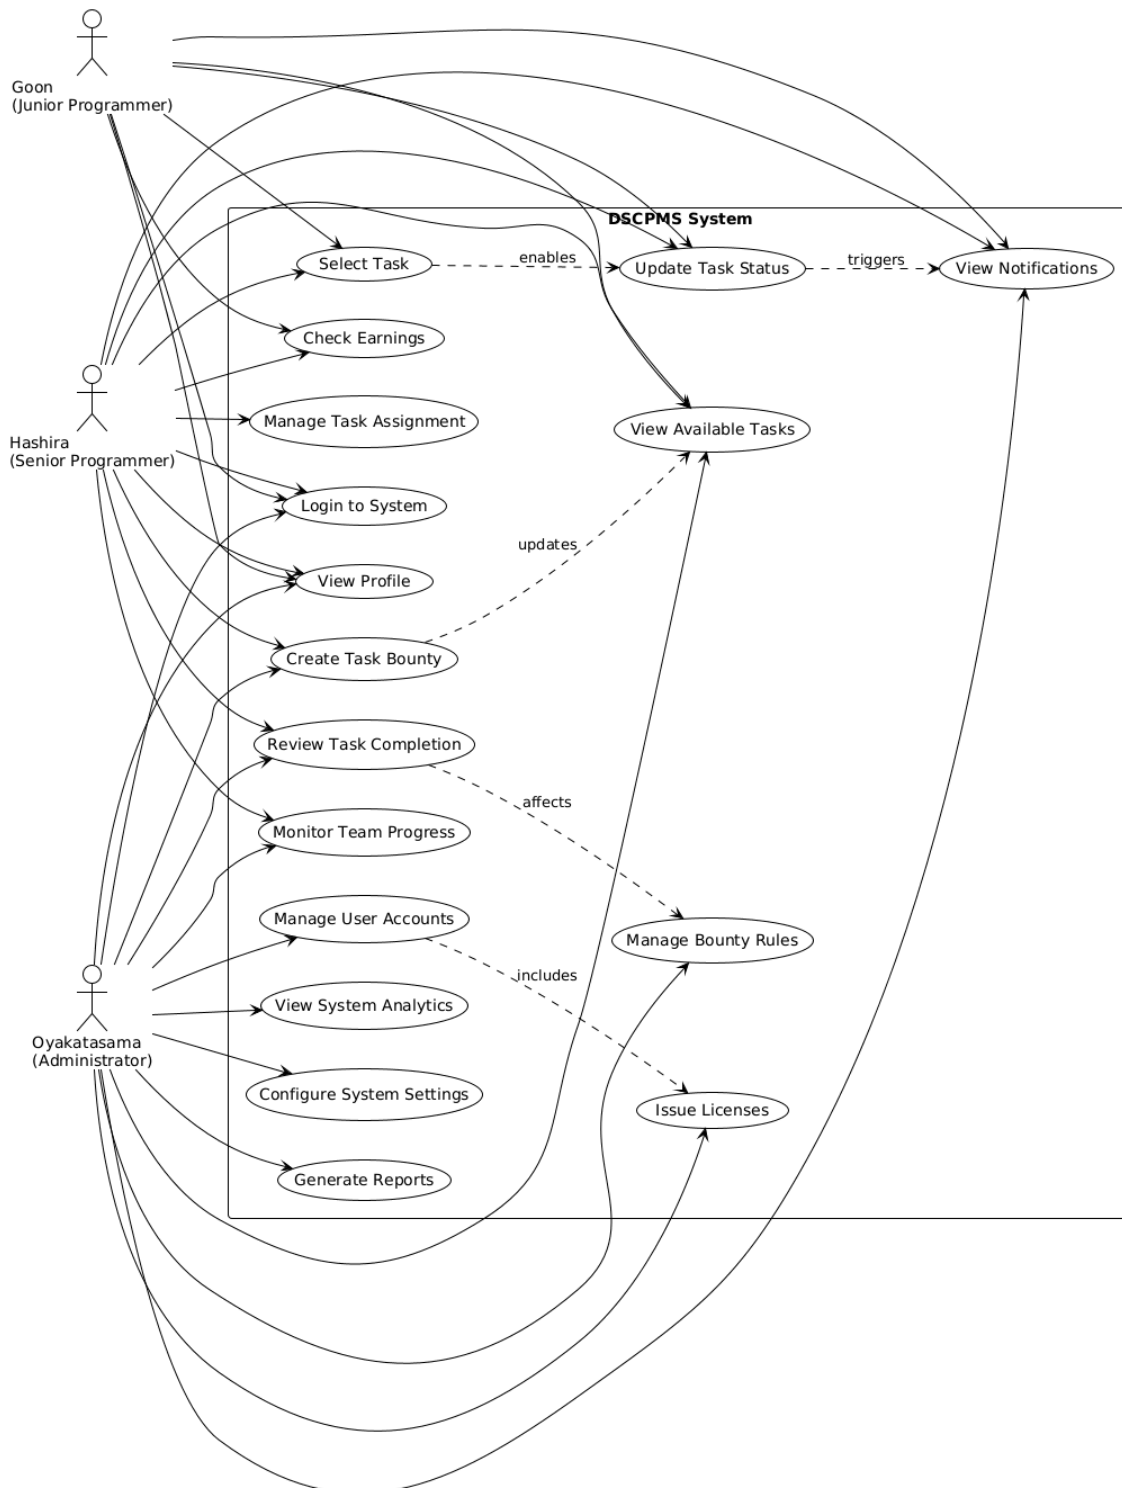 Goon
(Junior Programmer)
DSCPMS System
Select Task
enables
Update Task Status
triggers
View Notifications
Check Earnings
Hashira
(Senior Programmer)
Manage Task Assignment
View Available Tasks
Login to System
updates
View Profile
Create Task Bounty
Review Task Completion
affects
Monitor Team Progress
Manage User Accounts
Manage Bounty Rules
includes
View System Analytics
Oyakatasama
(Administrator)
Configure System Settings
Issue Licenses
Generate Reports